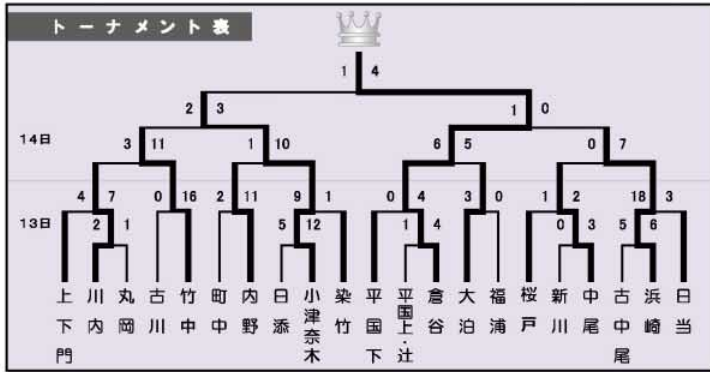 トーナメント表
1 4
2 3 1 0
14日
3 11 1 10 6 5 0 7
4 7 0 16 2 11 9 1 0 4 3 0 1 2 18 3
13日
2 1 5 12 1 4 0 3 5 6
上下門
川内
丸岡
古川
竹中
町中
内野
日添
小津奈木
染竹
平国下
平国上・辻
倉谷
大泊
福浦
桜戸
新川
中尾
古中尾
浜崎
日当